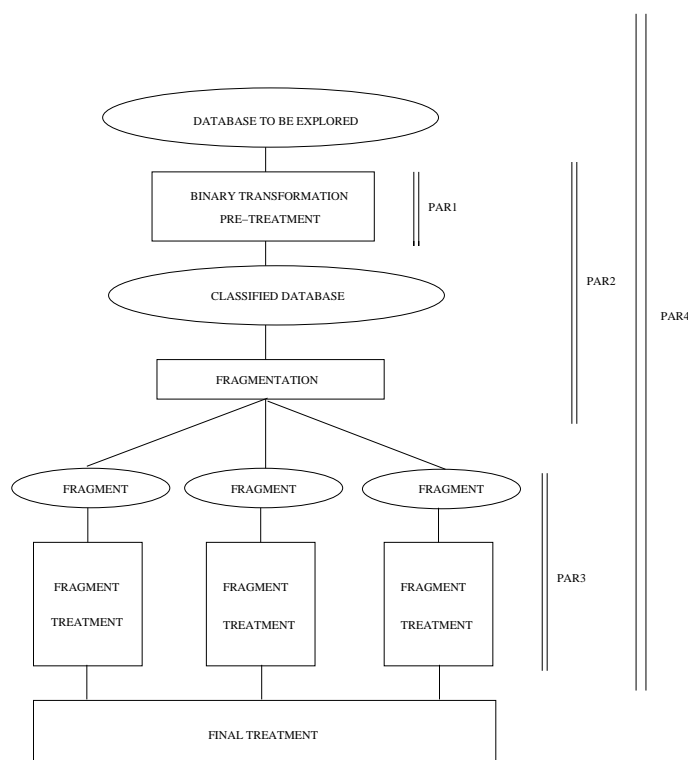 DATABASE TO BE EXPLORED
BINARY TRANSFORMATION
PRE−TREATMENT
PAR1
CLASSIFIED DATABASE
PAR2
PAR4
FRAGMENTATION
FRAGMENT
FRAGMENT
FRAGMENT
FRAGMENT
TREATMENT
FRAGMENT
TREATMENT
FRAGMENT
TREATMENT
PAR3
FINAL TREATMENT